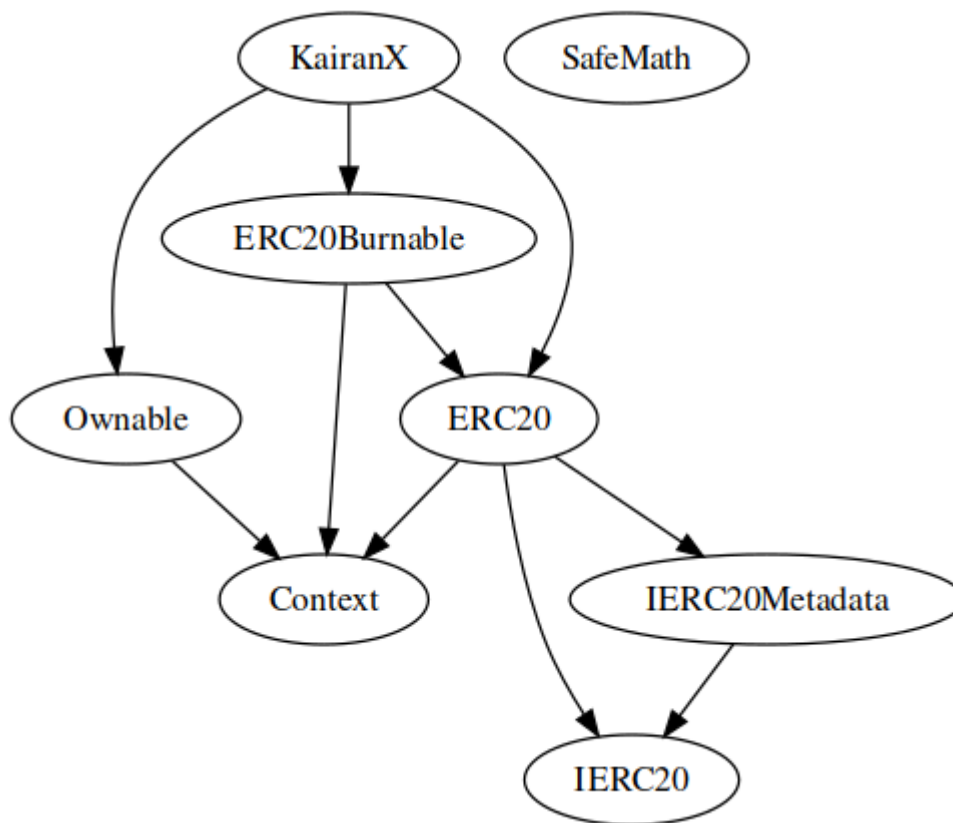 KairanX
SafeMath
ERC20Burnable
Ownable
ERC20
Context
IERC20Metadata
IERC20